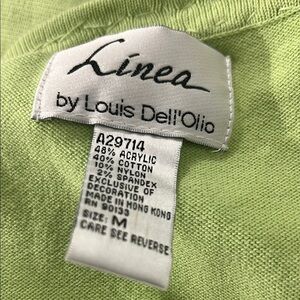 Linea
by Louis Dell'Olio
A29714
48% ACRYLIC
40% COTTON
10% NYLON
2% SPANDEX
EXCLUSIVE OF
DECORATION
MADE IN HONG KONG
RN 90133
SIZE: M
CARE SEE REVERSE